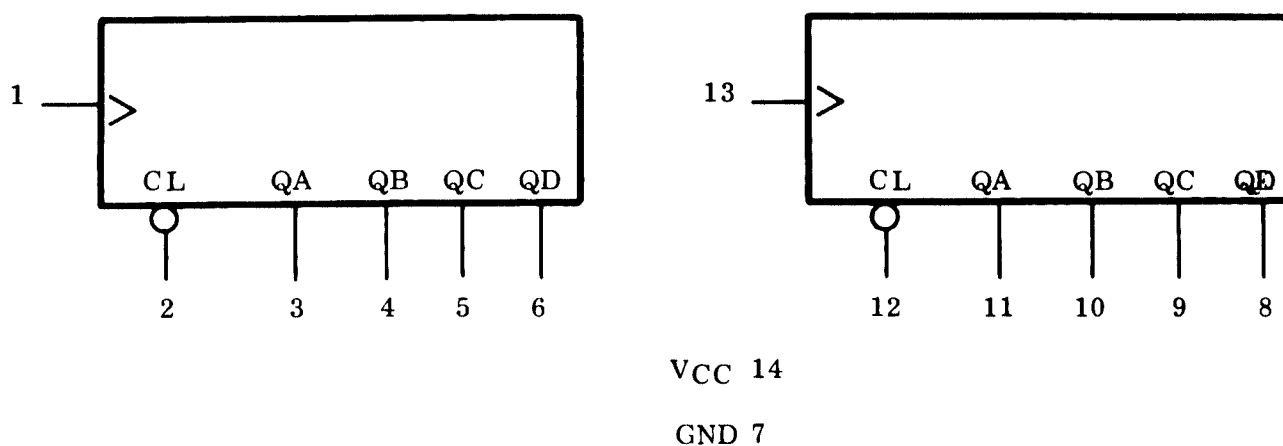 1 13
CL QA QB QC QD CL QA QB QC QD
2 3 4 5 6 12 11 10 9 8
VCC 14
GND 7